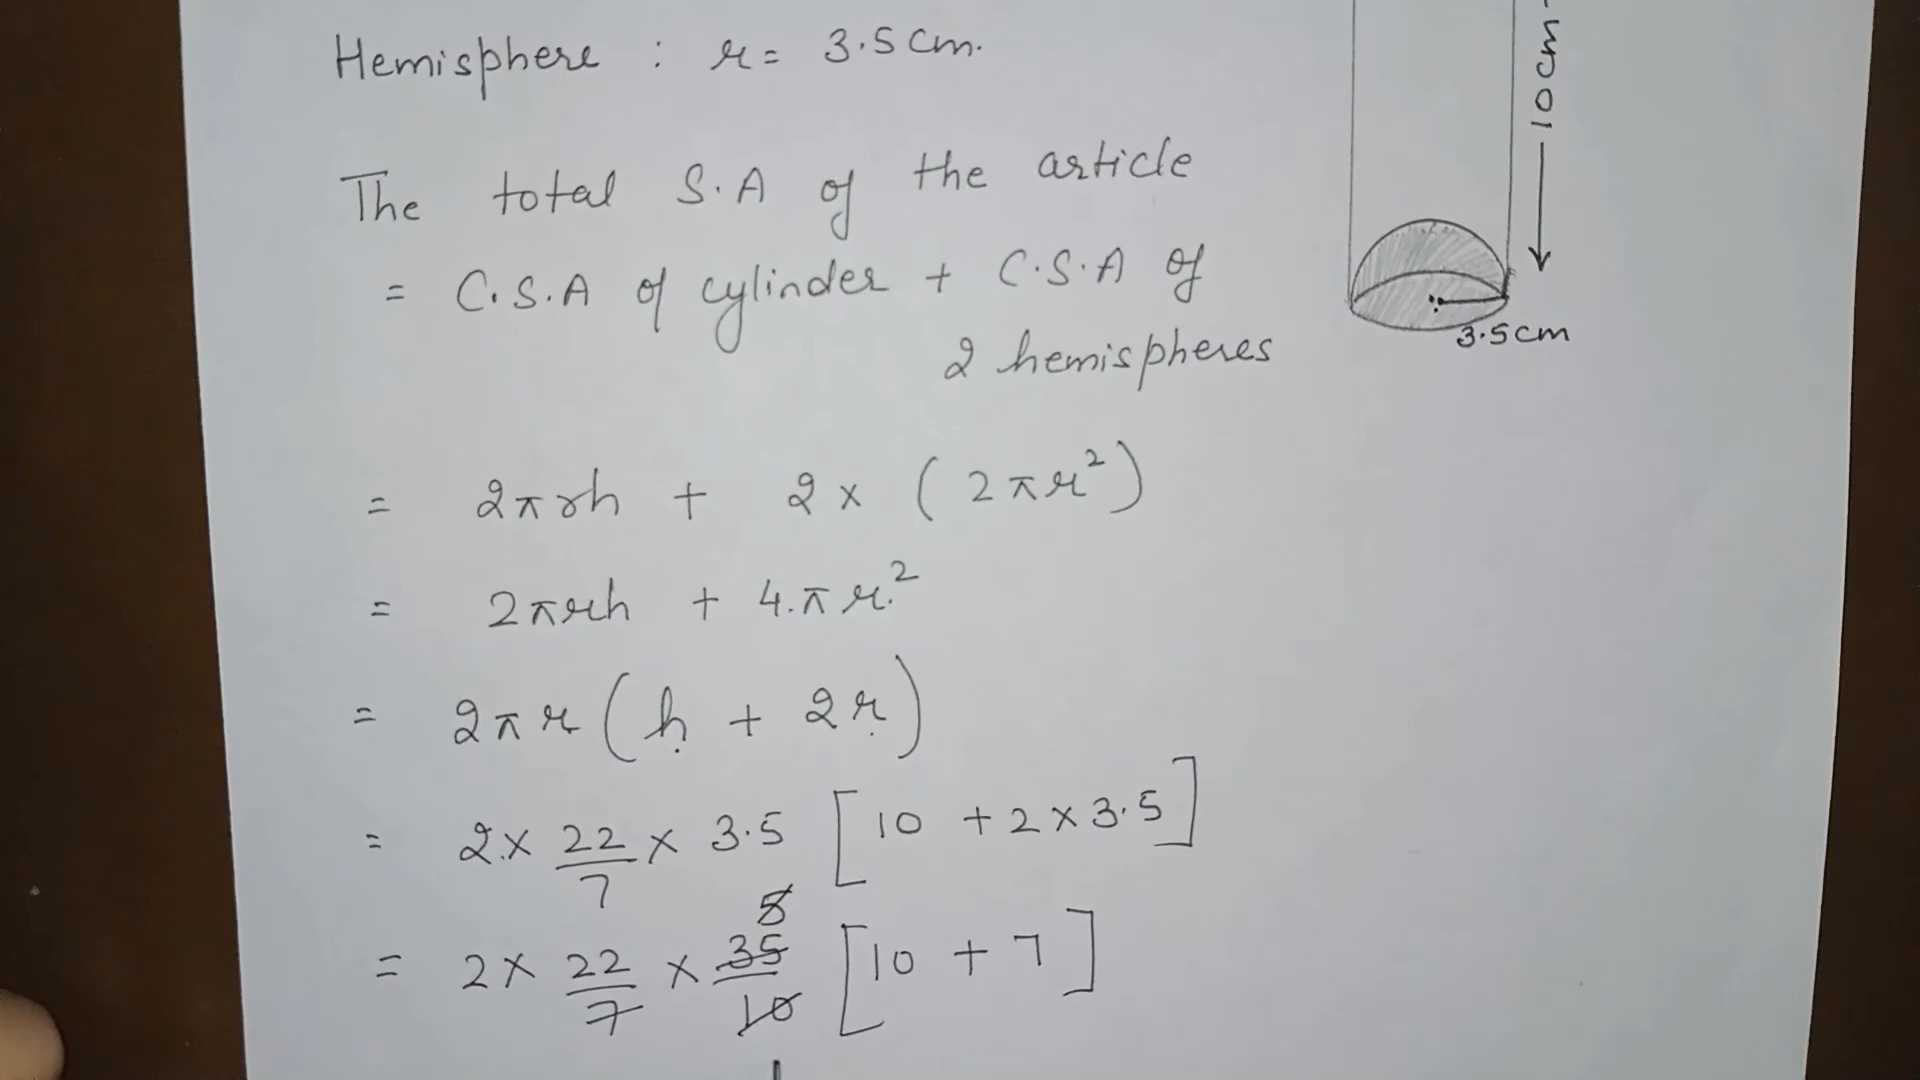 Hemisphere : r = 3.5 cm.
The total S.A of the article
= C.S.A of cylinder + C.S.A of
2 hemispheres
= 2πrh + 2 × ( 2πr² )
= 2πrh + 4.πr.²
= 2πr ( h + 2r )
= 2.× 22/7 × 3.5 [ 10 + 2 × 3.5 ]
5
= 2 × 22/7 × 35/10 [ 10 + 7 ]
10cm
3.5cm